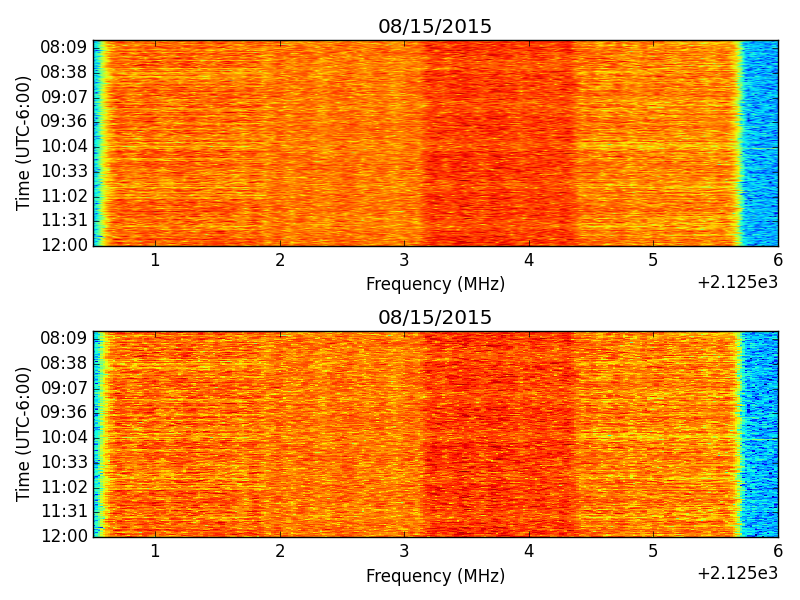 08/15/2015
08:09
08:38
09:07
09:36
10:04
10:33
11:02
11:31
12:00
Time (UTC-6:00)
1 2 3 4 5 6
Frequency (MHz)
+2.125e3
08/15/2015
08:09
08:38
09:07
09:36
10:04
10:33
11:02
11:31
12:00
Time (UTC-6:00)
1 2 3 4 5 6
Frequency (MHz)
+2.125e3